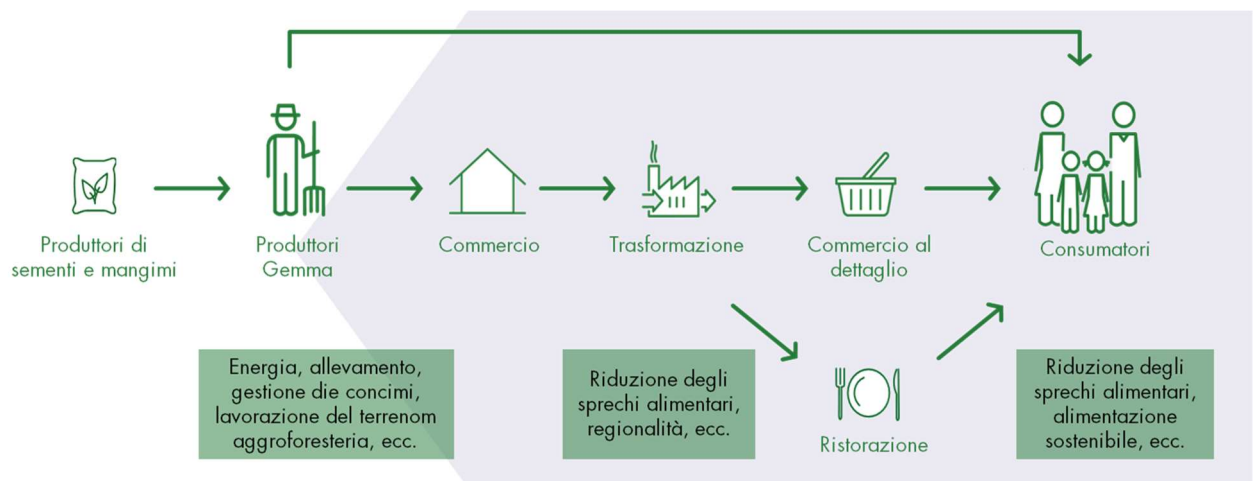 Produttori di
sementi e mangimi
Produttori
Gemma
Commercio
Trasformazione
Commercio al
dettaglio
Consumatori
Energia, allevamento,
gestione die concimi,
lavorazione del terrenom
aggroforesteria, ecc.
Riduzione degli
sprechi alimentari,
regionalità, ecc.
Ristorazione
Riduzione degli
sprechi alimentari,
alimentazione
sostenibile, ecc.